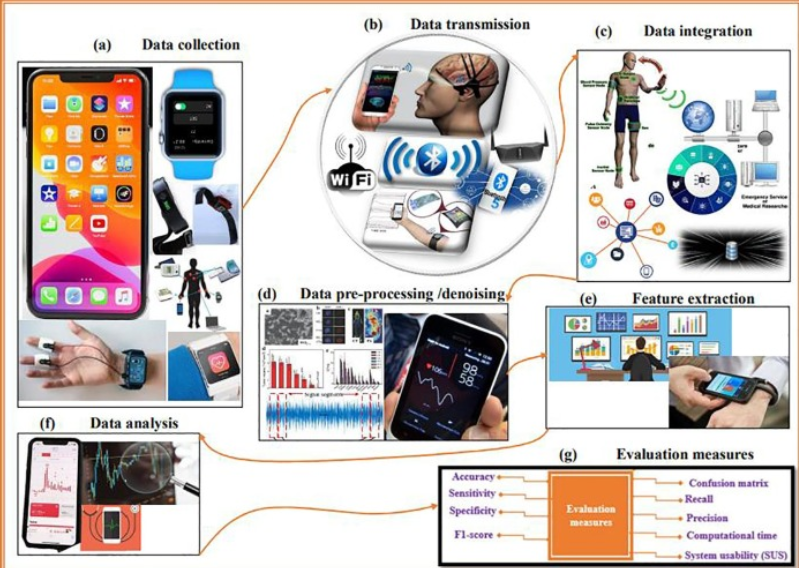 (a) Data collection
(b) Data transmission
Wi Fi
5
(c) Data integration
Emergency Service
(d) Data pre-processing /denoising
106
98
58
(e) Feature extraction
(f) Data analysis
(g) Evaluation measures
Accuracy
Sensitivity
Specificity
F1-score
Evaluation
measures
Confusion matrix
Recall
Precision
Computational time
System usability (SUS)